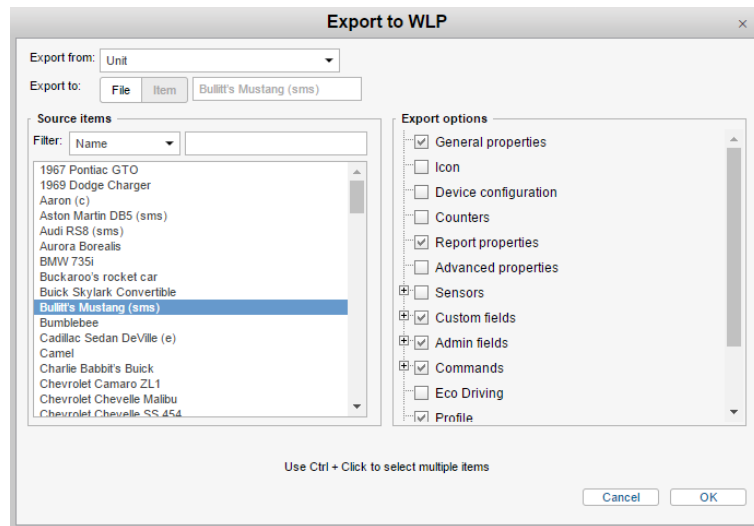 Export to WLP
×
Export from: Unit
Export to: File Item Bullitt's Mustang (sms)
Source items
Filter: Name
1967 Pontiac GTO
1969 Dodge Charger
Aaron (c)
Aston Martin DB5 (sms)
Audi RS8 (sms)
Aurora Borealis
BMW 735i
Buckaroo's rocket car
Buick Skylark Convertible
Bullitt's Mustang (sms)
Bumblebee
Cadillac Sedan DeVille (e)
Camel
Charlie Babbit's Buick
Chevrolet Camaro ZL1
Chevrolet Chevelle Malibu
Chevrolet Chevelle SS 454
Export options
General properties
Icon
Device configuration
Counters
Report properties
Advanced properties
Sensors
Custom fields
Admin fields
Commands
Eco Driving
Profile
Use Ctrl + Click to select multiple items
Cancel OK